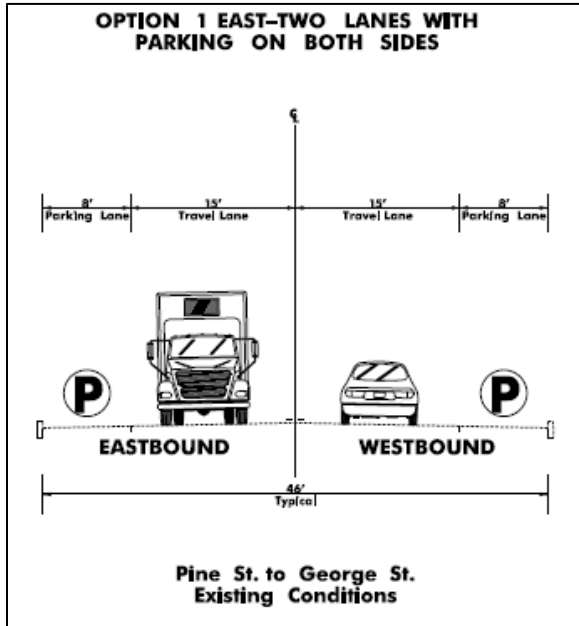 OPTION 1 EAST–TWO LANES WITH
PARKING ON BOTH SIDES
℄
8' 15' 15' 8'
Parking Lane Travel Lane Travel Lane Parking Lane
P P
EASTBOUND WESTBOUND
46'
Typical
Pine St. to George St.
Existing Conditions